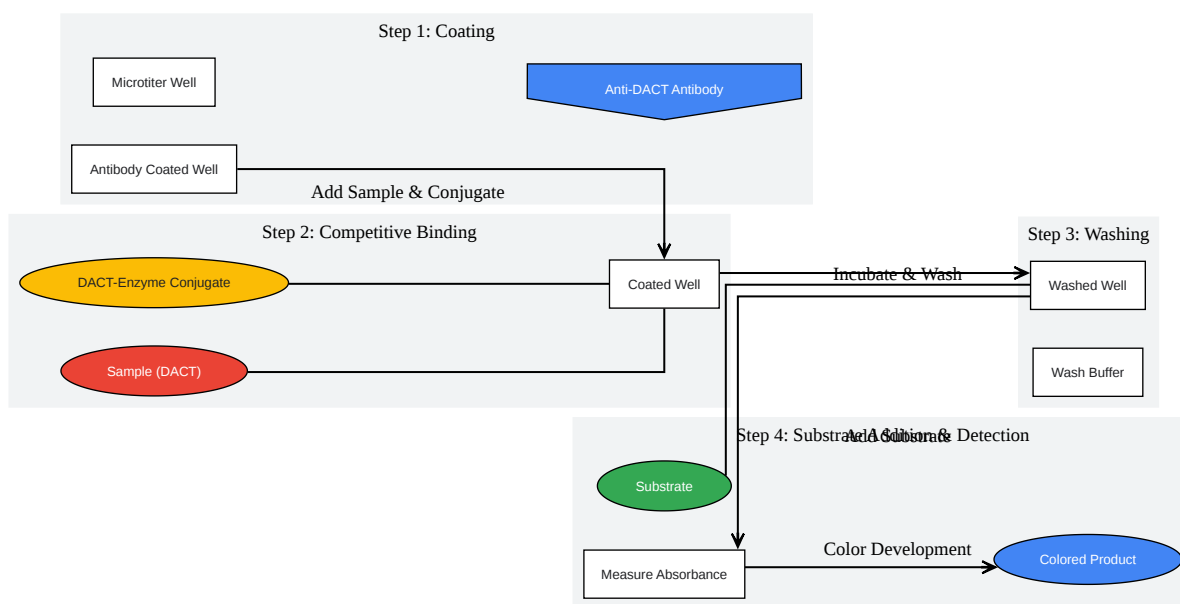 Step 1: Coating
Microtiter Well
Anti-DACT Antibody
Antibody Coated Well
Add Sample & Conjugate
Step 2: Competitive Binding
DACT-Enzyme Conjugate
Coated Well
Sample (DACT)
Incubate & Wash
Step 3: Washing
Washed Well
Wash Buffer
Step 4: Substrate Addition & Detection
Add Substrate
Substrate
Measure Absorbance
Color Development
Colored Product